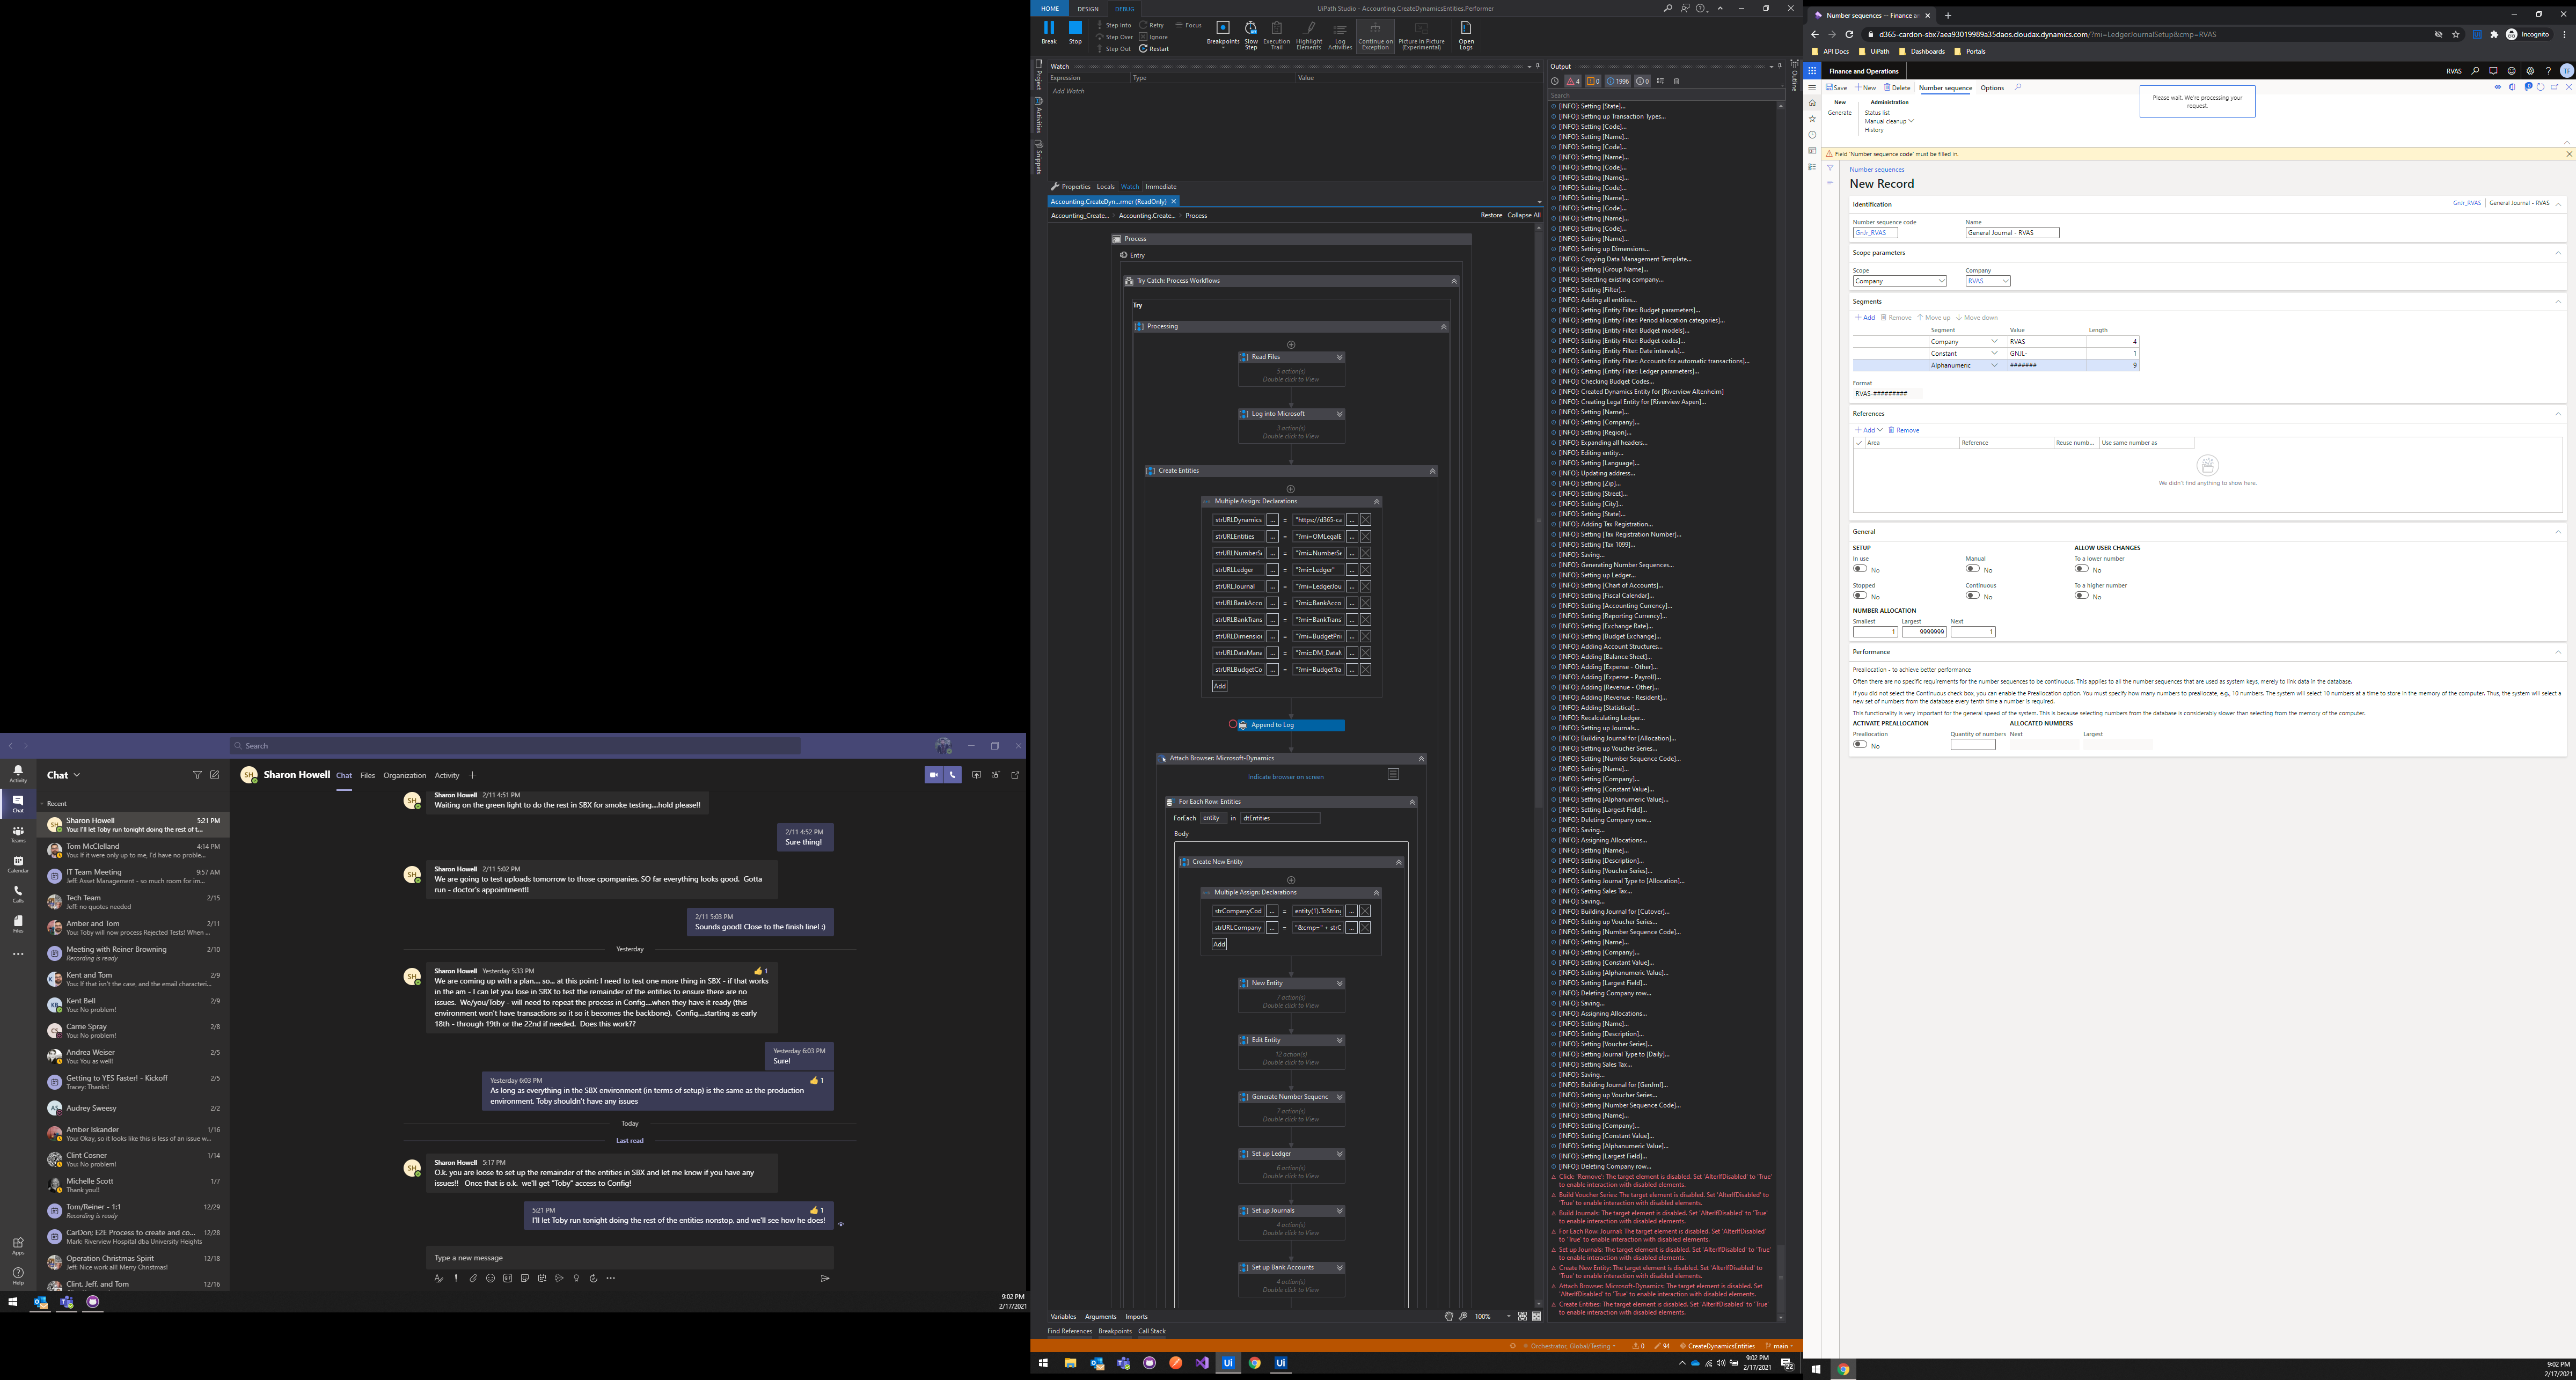 Search
Chat
Recent
Sharon Howell 5:21 PM
You: I'll let Toby run tonight doing the rest of t...
Tom McClelland 4:14 PM
You: If it were only up to me, I'd have no proble...
IT Team Meeting 9:57 AM
Jeff: Asset Management - so much room for im...
Tech Team 2/15
Jeff: no quotes needed
Amber and Tom 2/11
You: Toby will now process Rejected Tests! When ...
Meeting with Reiner Browning 2/10
Recording is ready
Kent and Tom 2/9
You: If that isn't the case, and the email characteri...
Kent Bell 2/9
You: No problem!
Carrie Spray 2/8
You: No problem!
Andrea Weiser 2/5
You: You as well!
Getting to YES Faster! - Kickoff 2/5
Tracey: Thanks!
Audrey Sweesy 2/2
Amber Iskander 1/16
You: Okay, so it looks like this is less of an issue w...
Clint Cosner 1/14
You: No problem!
Michelle Scott 1/7
Thank you!!
Tom/Reiner - 1:1 12/29
Recording is ready
CarDon: E2E Process to create and co... 12/28
Mark: Riverview Hospital dba University Heights
Operation Christmas Spirit 12/18
Jeff: Nice work all! Merry Christmas!
Clint, Jeff, and Tom 12/16
Activity
Chat
Teams
Calendar
Calls
Files
Apps
Help
SH Sharon Howell Chat Files Organization Activity
Sharon Howell 2/11 4:51 PM
Waiting on the green light to do the rest in SBX for smoke testing....hold please!!
2/11 4:52 PM
Sure thing!
Sharon Howell 2/11 5:02 PM
We are going to test uploads tomorrow to those cpompanies. SO far everything looks good. Gotta
run - doctor's appointment!!
2/11 5:03 PM
Sounds good! Close to the finish line! :)
Yesterday
Sharon Howell Yesterday 5:33 PM 1
We are coming up with a plan.... so... at this point: I need to test one more thing in SBX - if that works
in the am - I can let you lose in SBX to test the remainder of the entities to ensure there are no
issues. We/you/Toby - will need to repeat the process in Config....when they have it ready (this
environment won't have transactions so it so it becomes the backbone). Config....starting as early
18th - through 19th or the 22nd if needed. Does this work??
Yesterday 6:03 PM
Sure!
Yesterday 6:03 PM 1
As long as everything in the SBX environment (in terms of setup) is the same as the production
environment, Toby shouldn't have any issues
Today
Last read
Sharon Howell 5:17 PM
O.k. you are loose to set up the remainder of the entities in SBX and let me know if you have any
issues!! Once that is o.k. we'll get "Toby" access to Config!
5:21 PM 1
I'll let Toby run tonight doing the rest of the entities nonstop, and we'll see how he does!
Type a new message
9:02 PM
2/17/2021
HOME DESIGN DEBUG
UiPath Studio - Accounting.CreateDynamicsEntities.Performer
Break
Stop
Step Into
Step Over
Step Out
Retry
Ignore
Restart
Focus
Breakpoints
Slow Step
Execution Trail
Highlight Elements
Log Activities
Continue on Exception
Picture in Picture (Experimental)
Open Logs
Project
Activities
Snippets
Outline
Watch
Expression Type Value
Add Watch
Properties Locals Watch Immediate
Accounting.CreateDyn...rmer (ReadOnly)
Accounting_Create... > Accounting.Create... > Process
Restore Collapse All
Process
Entry
Try Catch: Process Workflows
Try
Processing
Read Files
5 action(s)
Double click to View
Log into Microsoft
3 action(s)
Double click to View
Create Entities
Multiple Assign: Declarations
strURLDynamics ... = "https://d365-ca ...
strURLEntities ... = "?mi=OMLegalE ...
strURLNumberSe ... = "?mi=NumberSe ...
strURLLedger ... = "?mi=Ledger" ...
strURLJournal ... = "?mi=LedgerJou ...
strURLBankAcco ... = "?mi=BankAcco ...
strURLBankTrans ... = "?mi=BankTrans ...
strURLDimension ... = "?mi=BudgetPri ...
strURLDataMana ... = "?mi=DM_DataM ...
strURLBudgetCo ... = "?mi=BudgetTra ...
Add
Append to Log
Attach Browser: Microsoft-Dynamics
Indicate browser on screen
For Each Row: Entities
ForEach entity in dtEntities
Body
Create New Entity
Multiple Assign: Declarations
strCompanyCod ... = entity(1).ToString ...
strURLCompany ... = "&cmp=" + strC ...
Add
New Entity
7 action(s)
Double click to View
Edit Entity
12 action(s)
Double click to View
Generate Number Sequenc
7 action(s)
Double click to View
Set up Ledger
6 action(s)
Double click to View
Set up Journals
4 action(s)
Double click to View
Set up Bank Accounts
4 action(s)
Double click to View
Variables Arguments Imports
100%
Find References Breakpoints Call Stack
Orchestrator, Global/Testing
0 94 CreateDynamicsEntities main
9:02 PM
2/17/2021
Output
4 0 1996 0
Search
[INFO]: Setting [State]...
[INFO]: Setting up Transaction Types...
[INFO]: Setting [Code]...
[INFO]: Setting [Name]...
[INFO]: Setting [Code]...
[INFO]: Setting [Name]...
[INFO]: Setting [Code]...
[INFO]: Setting [Name]...
[INFO]: Setting [Code]...
[INFO]: Setting [Name]...
[INFO]: Setting [Code]...
[INFO]: Setting [Name]...
[INFO]: Setting [Code]...
[INFO]: Setting [Name]...
[INFO]: Setting up Dimensions...
[INFO]: Copying Data Management Template...
[INFO]: Setting [Group Name]...
[INFO]: Selecting existing company...
[INFO]: Setting [Filter]...
[INFO]: Adding all entities...
[INFO]: Setting [Entity Filter: Budget parameters]...
[INFO]: Setting [Entity Filter: Period allocation categories]...
[INFO]: Setting [Entity Filter: Budget models]...
[INFO]: Setting [Entity Filter: Budget codes]...
[INFO]: Setting [Entity Filter: Date intervals]...
[INFO]: Setting [Entity Filter: Accounts for automatic transactions]...
[INFO]: Setting [Entity Filter: Ledger parameters]...
[INFO]: Checking Budget Codes...
[INFO]: Created Dynamics Entity for [Riverview Altenheim]
[INFO]: Creating Legal Entity for [Riverview Aspen]...
[INFO]: Setting [Name]...
[INFO]: Setting [Company]...
[INFO]: Setting [Region]...
[INFO]: Expanding all headers...
[INFO]: Editing entity...
[INFO]: Setting [Language]...
[INFO]: Updating address...
[INFO]: Setting [Zip]...
[INFO]: Setting [Street]...
[INFO]: Setting [City]...
[INFO]: Setting [State]...
[INFO]: Adding Tax Registration...
[INFO]: Setting [Tax Registration Number]...
[INFO]: Setting [Tax 1099]...
[INFO]: Saving...
[INFO]: Generating Number Sequences...
[INFO]: Setting up Ledger...
[INFO]: Setting [Chart of Accounts]...
[INFO]: Setting [Fiscal Calendar]...
[INFO]: Setting [Accounting Currency]...
[INFO]: Setting [Reporting Currency]...
[INFO]: Setting [Exchange Rate]...
[INFO]: Setting [Budget Exchange]...
[INFO]: Adding Account Structures...
[INFO]: Adding [Balance Sheet]...
[INFO]: Adding [Expense - Other]...
[INFO]: Adding [Expense - Payroll]...
[INFO]: Adding [Revenue - Other]...
[INFO]: Adding [Revenue - Resident]...
[INFO]: Adding [Statistical]...
[INFO]: Recalculating Ledger...
[INFO]: Setting up Journals...
[INFO]: Building Journal for [Allocation]...
[INFO]: Setting up Voucher Series...
[INFO]: Setting [Number Sequence Code]...
[INFO]: Setting [Name]...
[INFO]: Setting [Company]...
[INFO]: Setting [Constant Value]...
[INFO]: Setting [Alphanumeric Value]...
[INFO]: Setting [Largest Field]...
[INFO]: Deleting Company row...
[INFO]: Saving...
[INFO]: Assigning Allocations...
[INFO]: Setting [Name]...
[INFO]: Setting [Description]...
[INFO]: Setting [Voucher Series]...
[INFO]: Setting Journal Type to [Allocation]...
[INFO]: Setting Sales Tax...
[INFO]: Saving...
[INFO]: Building Journal for [Cutover]...
[INFO]: Setting up Voucher Series...
[INFO]: Setting [Number Sequence Code]...
[INFO]: Setting [Name]...
[INFO]: Setting [Company]...
[INFO]: Setting [Constant Value]...
[INFO]: Setting [Alphanumeric Value]...
[INFO]: Setting [Largest Field]...
[INFO]: Deleting Company row...
[INFO]: Saving...
[INFO]: Assigning Allocations...
[INFO]: Setting [Name]...
[INFO]: Setting [Description]...
[INFO]: Setting [Voucher Series]...
[INFO]: Setting Journal Type to [Daily]...
[INFO]: Setting Sales Tax...
[INFO]: Saving...
[INFO]: Building Journal for [GenJrnl]...
[INFO]: Setting up Voucher Series...
[INFO]: Setting [Number Sequence Code]...
[INFO]: Setting [Name]...
[INFO]: Setting [Company]...
[INFO]: Setting [Constant Value]...
[INFO]: Setting [Alphanumeric Value]...
[INFO]: Setting [Largest Field]...
[INFO]: Deleting Company row...
Click: 'Remove': The target element is disabled. Set 'AlterIfDisabled' to 'True'
to enable interaction with disabled elements.
Build Voucher Series: The target element is disabled. Set 'AlterIfDisabled' to
'True' to enable interaction with disabled elements.
Build Journals: The target element is disabled. Set 'AlterIfDisabled' to 'True'
to enable interaction with disabled elements.
For Each Row: Journal: The target element is disabled. Set 'AlterIfDisabled'
to 'True' to enable interaction with disabled elements.
Set up Journals: The target element is disabled. Set 'AlterIfDisabled' to 'True'
to enable interaction with disabled elements.
Create New Entity: The target element is disabled. Set 'AlterIfDisabled' to
'True' to enable interaction with disabled elements.
Attach Browser: Microsoft-Dynamics: The target element is disabled. Set
'AlterIfDisabled' to 'True' to enable interaction with disabled elements.
Create Entities: The target element is disabled. Set 'AlterIfDisabled' to 'True'
to enable interaction with disabled elements.
Number sequences -- Finance an
d365-cardon-sbx7aea93019989a35daos.cloudax.dynamics.com/?mi=LedgerJournalSetup&cmp=RVAS
Incognito
API Docs UiPath Dashboards Portals
Finance and Operations
RVAS TF
Save New Delete Number sequence Options
New
Generate
Administration
Status list
Manual cleanup
History
Please wait. We're processing your
request.
Field 'Number sequence code' must be filled in.
Number sequences
New Record
Identification GnJr_RVAS General Journal - RVAS
Number sequence code Name
GnJr_RVAS General Journal - RVAS
Scope parameters
Scope Company
Company RVAS
Segments
Add Remove Move up Move down
Segment Value Length
Company RVAS 4
Constant GNJL- 1
Alphanumeric ####### 9
Format
RVAS-#########
References
Add Remove
Area Reference Reuse numb... Use same number as
We didn't find anything to show here.
General
SETUP ALLOW USER CHANGES
In use Manual To a lower number
No No No
Stopped Continuous To a higher number
No No No
NUMBER ALLOCATION
Smallest Largest Next
1 9999999 1
Performance
Preallocation - to achieve better performance
Often there are no specific requirements for the number sequences to be continuous. This applies to all the number sequences that are used as system keys, merely to link data in the database.
If you did not select the Continuous check box, you can enable the Preallocation option. You must specify how many numbers to preallocate, e.g., 10 numbers. The system will select 10 numbers at a time to store in the memory of the computer. Thus, the system will select a
new set of numbers from the database every tenth time a number is required.
This functionality is very important for the general speed of the system. This is because selecting numbers from the database is considerably slower than selecting from the memory of the computer.
ACTIVATE PREALLOCATION ALLOCATED NUMBERS
Preallocation Quantity of numbers Next Largest
No
9:02 PM
2/17/2021